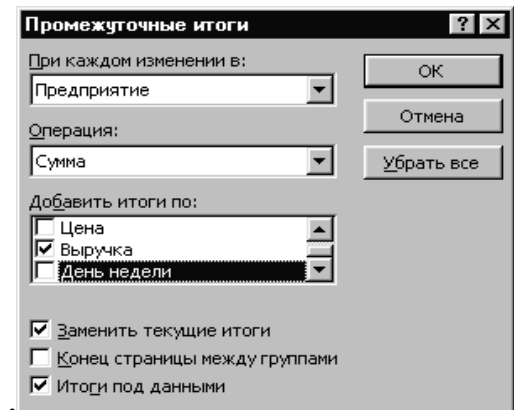 Промежуточные итоги
При каждом изменении в:
Предприятие
Операция:
Сумма
Добавить итоги по:
Цена
Выручка
День недели
Заменить текущие итоги
Конец страницы между группами
Итоги под данными
ОК
Отмена
Убрать все